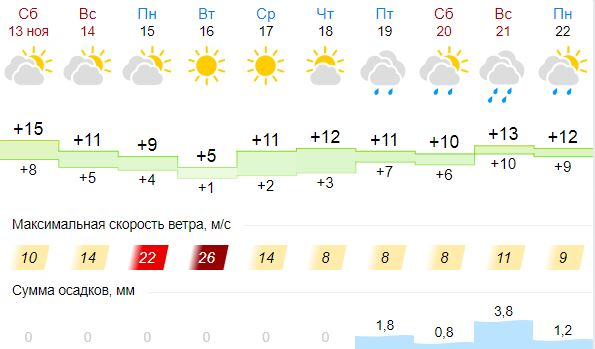 Сб Вс Пн Вт Ср Чт Пт Сб Вс Пн
13 ноя 14 15 16 17 18 19 20 21 22
+15 +11 +9 +5 +11 +12 +11 +10 +13 +12
+8 +5 +4 +1 +2 +3 +7 +6 +10 +9
Максимальная скорость ветра, м/с
10 14 22 26 14 8 8 8 11 9
Сумма осадков, мм
0 0 0 0 0 0 1,8 0,8 3,8 1,2